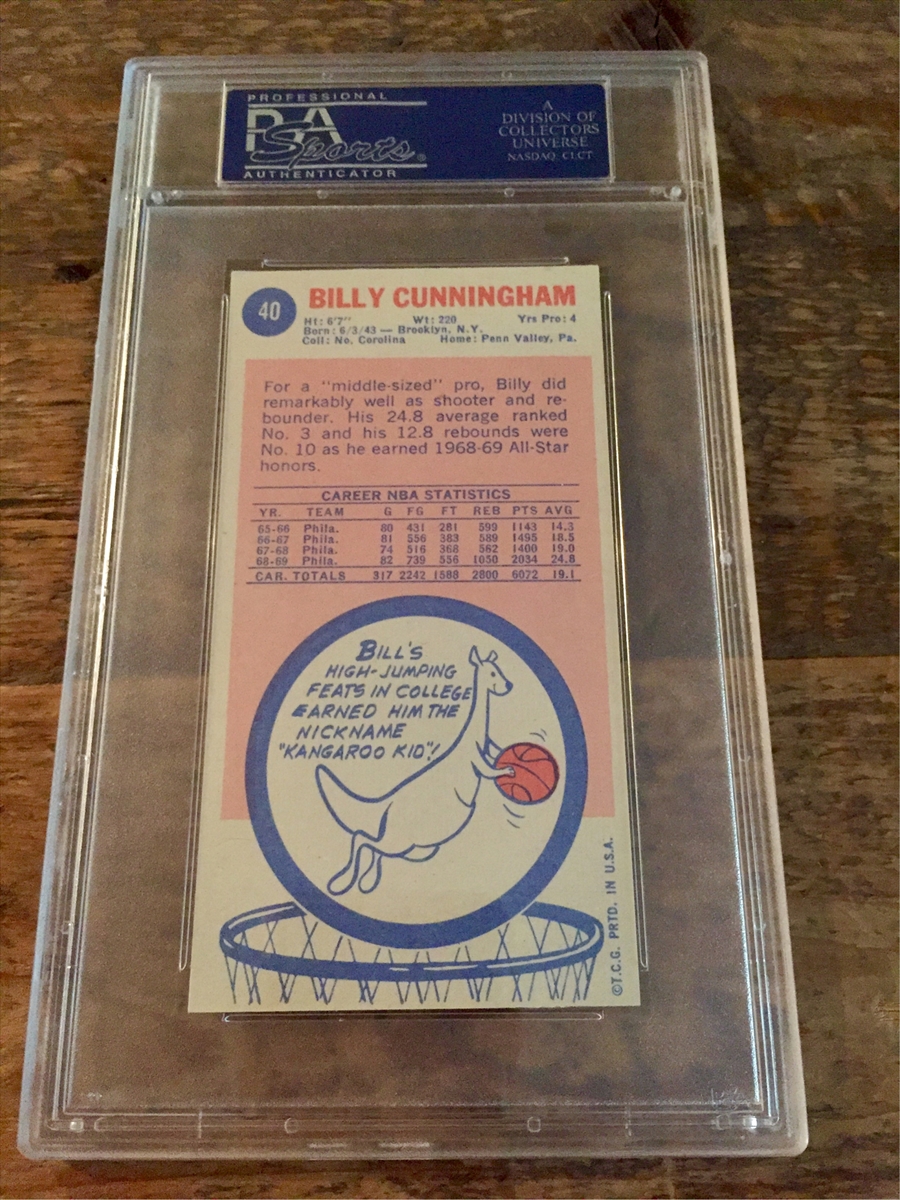 PROFESSIONAL
PSA
Sports®
AUTHENTICATOR
A
DIVISION OF
COLLECTORS
UNIVERSE
NASDAQ CLCT
40
BILLY CUNNINGHAM
Ht: 6'7" Wt: 220 Yrs Pro: 4
Born: 6/3/43 — Brooklyn, N.Y.
Coll: No. Carolina Home: Penn Valley, Pa.
For a "middle-sized" pro, Billy did
remarkably well as shooter and re-
bounder. His 24.8 average ranked
No. 3 and his 12.8 rebounds were
No. 10 as he earned 1968-69 All-Star
honors.
CAREER NBA STATISTICS
YR. TEAM G FG FT REB PTS AVG
65-66 Phila. 80 431 281 599 1143 14.3
66-67 Phila. 81 556 383 589 1495 18.5
67-68 Phila. 74 516 368 562 1400 19.0
68-69 Phila. 82 739 556 1050 2034 24.8
CAR. TOTALS 317 2242 1588 2800 6072 19.1
BILL'S
HIGH-JUMPING
FEATS IN COLLEGE
EARNED HIM THE
NICKNAME
"KANGAROO KID"!
©T.C.G. PRTD. IN U.S.A.